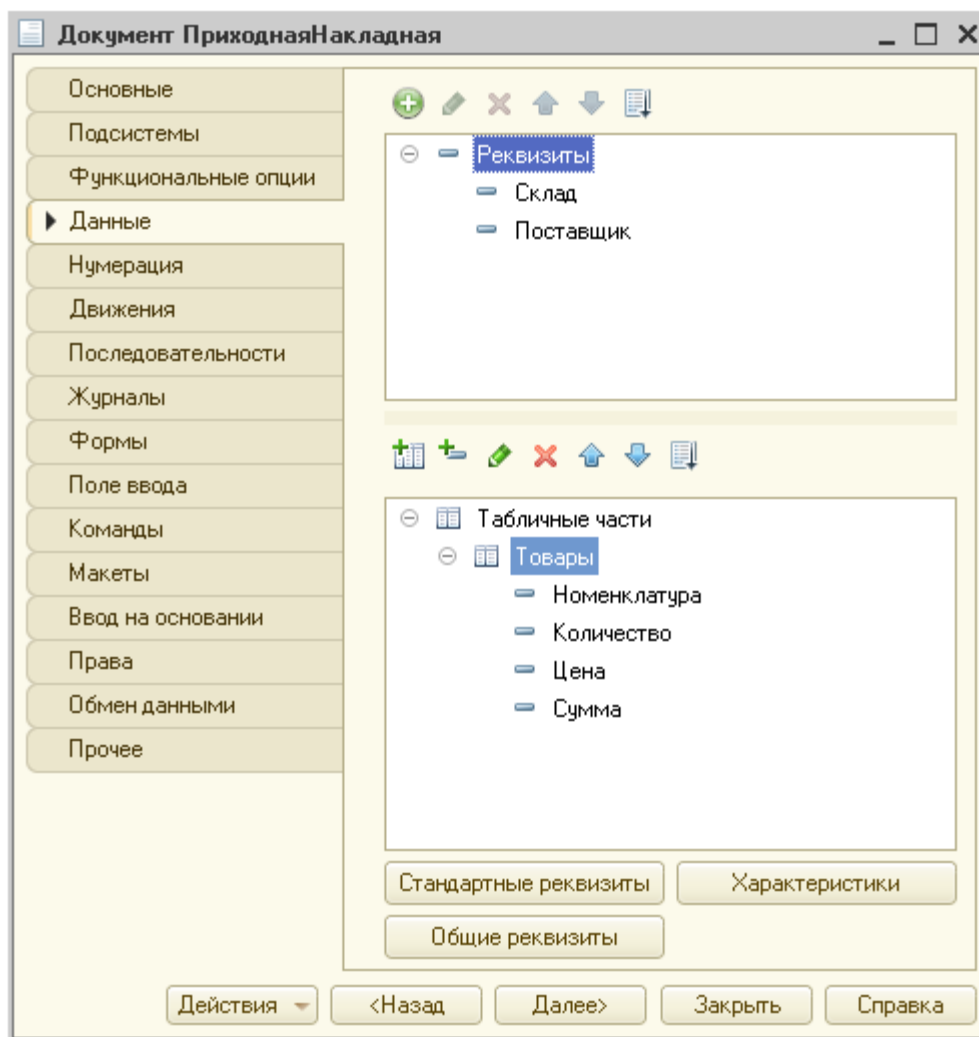 Документ ПриходнаяНакладная
Основные
Подсистемы
Функциональные опции
Данные
Нумерация
Движения
Последовательности
Журналы
Формы
Поле ввода
Команды
Макеты
Ввод на основании
Права
Обмен данными
Прочее
Реквизиты
Склад
Поставщик
Табличные части
Товары
Номенклатура
Количество
Цена
Сумма
Стандартные реквизиты
Характеристики
Общие реквизиты
Действия
<Назад
Далее>
Закрыть
Справка